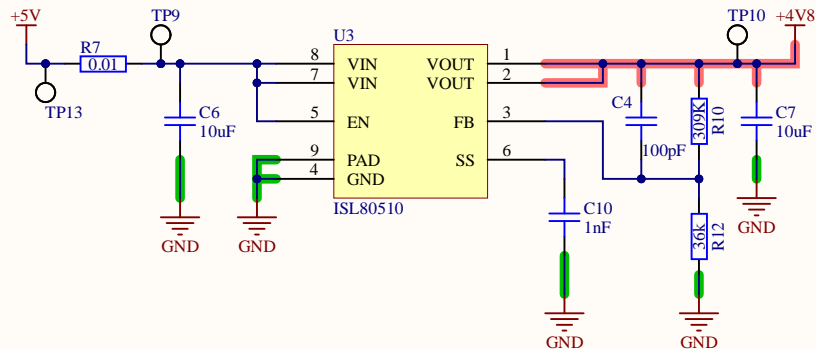 +5V
TP9
TP10
+4V8
U3
R7
0.01
TP13
C6
10uF
8 VIN VOUT 1
7 VIN VOUT 2
5 EN FB 3
9 PAD SS 6
4 GND
ISL80510
C4
100pF
309K
R10
C7
10uF
C10
1nF
36k
R12
GND
GND
GND
GND
GND